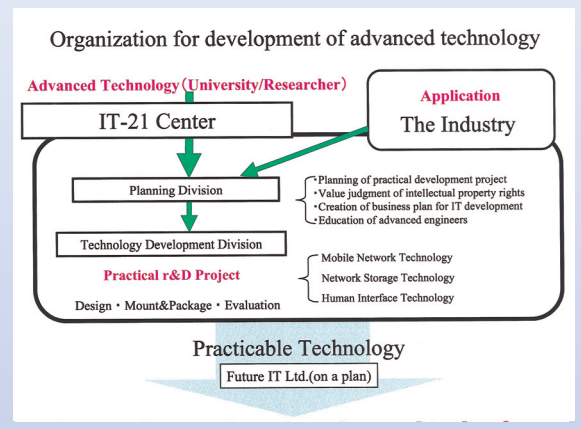 Organization for development of advanced technology
Advanced Technology(University/Researcher)
Application
IT-21 Center
The Industry
Planning Division
・Planning of practical development project
・Value judgment of intellectual property rights
・Creation of business plan for IT development
・Education of advanced engineers
Technology Development Division
Practical r&D Project
Mobile Network Technology
Network Storage Technology
Human Interface Technology
Design・Mount&Package・Evaluation
Practicable Technology
Future IT Ltd.(on a plan)